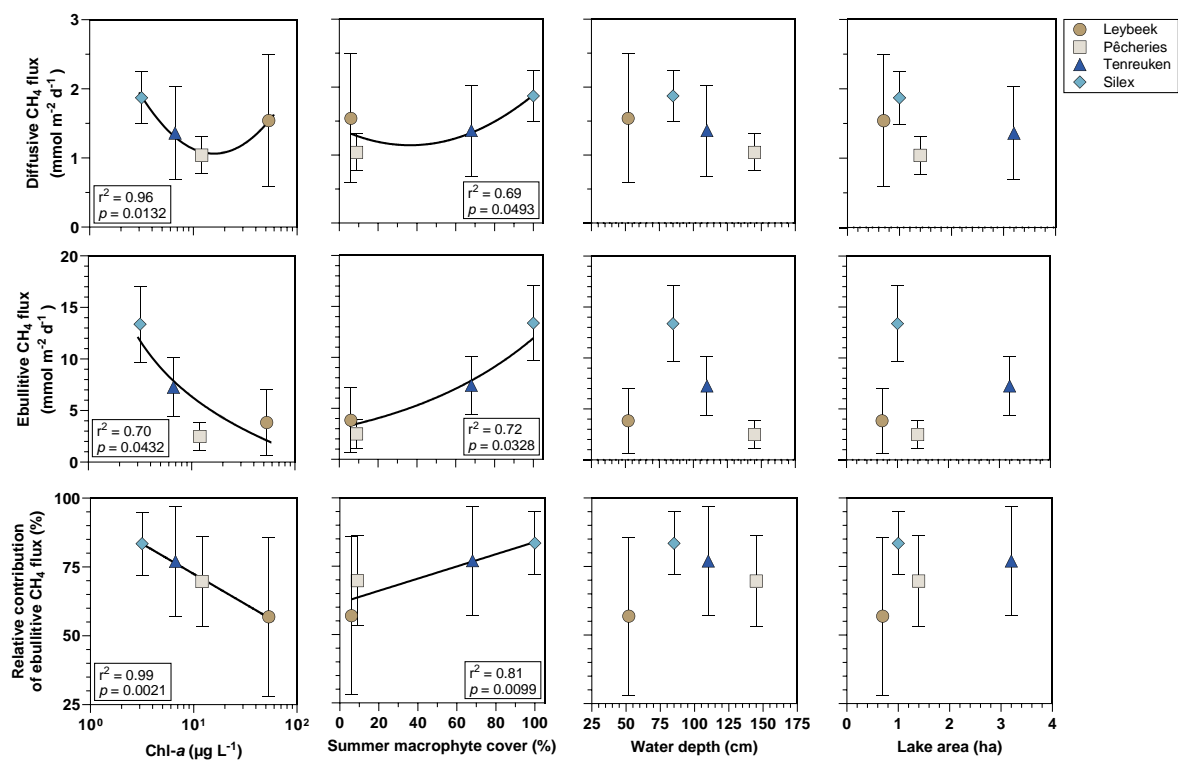 Diffusive CH₄ flux
(mmol m⁻² d⁻¹)
3
2
1
0
r² = 0.96
p = 0.0132
r² = 0.69
p = 0.0493
Leybeek
Pêcheries
Tenreuken
Silex
Ebullitive CH₄ flux
(mmol m⁻² d⁻¹)
20
15
10
5
0
r² = 0.70
p = 0.0432
r² = 0.72
p = 0.0328
Relative contribution
of ebullitive CH₄ flux (%)
100
75
50
25
r² = 0.99
p = 0.0021
r² = 0.81
p = 0.0099
10⁰ 10¹ 10²
Chl-a (µg L⁻¹)
0 20 40 60 80 100
Summer macrophyte cover (%)
25 50 75 100 125 150 175
Water depth (cm)
0 1 2 3 4
Lake area (ha)